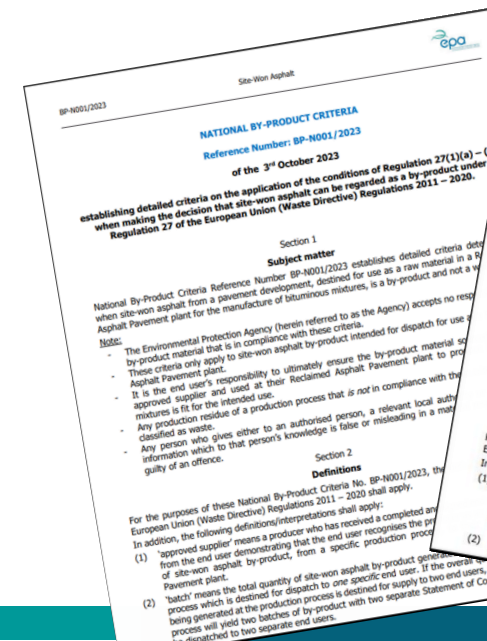 epa
BP-N001/2023
Site-Won Asphalt
NATIONAL BY-PRODUCT CRITERIA
Reference Number: BP-N001/2023
of the 3rd October 2023
establishing detailed criteria on the application of the conditions of Regulation 27(1)(a) – (
when making the decision that site-won asphalt can be regarded as a by-product under
Regulation 27 of the European Union (Waste Directive) Regulations 2011 – 2020.
Section 1
Subject matter
National By-Product Criteria Reference Number BP-N001/2023 establishes detailed criteria
when site-won asphalt from a pavement development, destined for use as a raw material in a
Asphalt Pavement plant for the manufacture of bituminous mixtures, is a by-product and not a
Note:
- The Environmental Protection Agency (herein referred to as the Agency) accepts no
by-product material that is in compliance with these criteria.
- These criteria only apply to site-won asphalt by-product intended for dispatch for use
Asphalt Pavement plant.
- It is the end user's responsibility to ultimately ensure the by-product material
approved supplier and used at their Reclaimed Asphalt Pavement plant to
mixtures is fit for the intended use.
- Any production residue of a production process that is not in compliance with
classified as waste.
- Any person who gives either to an authorised person, a relevant local
information which to that person's knowledge is false or misleading in a
guilty of an offence.
Section 2
Definitions
For the purposes of these National By-Product Criteria No. BP-N001/2023, the
European Union (Waste Directive) Regulations 2011 – 2020 shall apply.
In addition, the following definitions/interpretations shall apply:
(1) 'approved supplier' means a producer who has received a completed
from the end user demonstrating that the end user recognises the
of site-won asphalt by-product, from a specific production
Pavement plant.
(2) 'batch' means the total quantity of site-won asphalt by-product
process which is destined for dispatch to one specific end user. If the overall
being generated at the production process is destined for supply to two end users,
process will yield two batches of by-product with two separate Statement of
be dispatched to two separate end users.
(1)
(2)